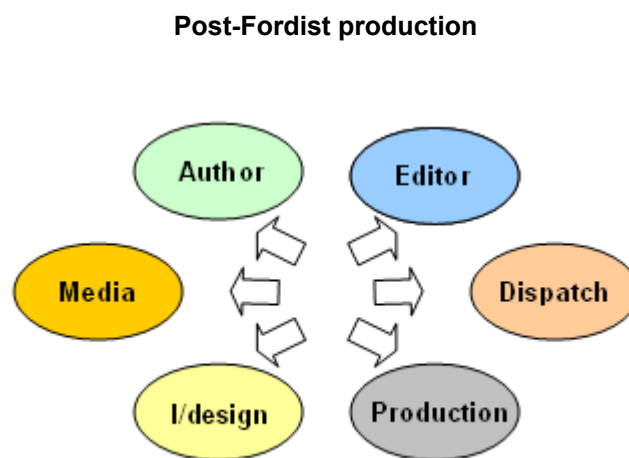 Post-Fordist production
Author
Editor
Media
Dispatch
I/design
Production